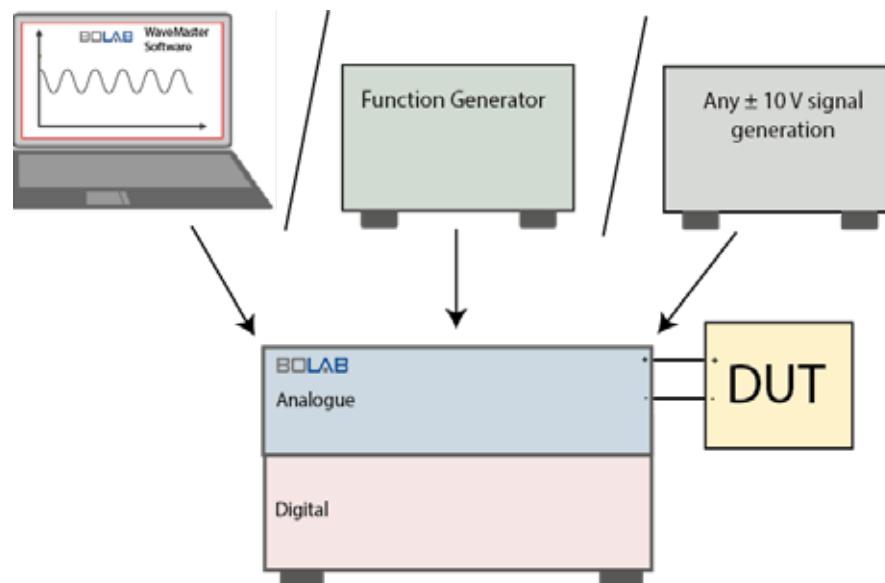 BOLAB WaveMaster
Software
Function Generator
Any ± 10 V signal
generation
BOLAB
Analogue
+ +
- -
DUT
Digital